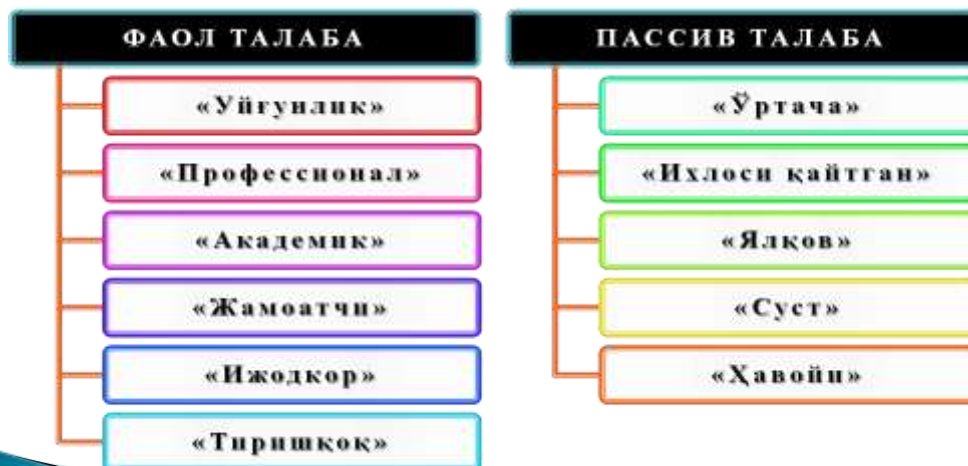 ФАОЛ ТАЛАБА
«Уйғунлик»
«Профессионал»
«Академик»
«Жамоатчи»
«Ижодкор»
«Тиришқоқ»
ПАССИВ ТАЛАБА
«Ўртача»
«Ихлоси қайтган»
«Ялқов»
«Суст»
«Ҳавойи»